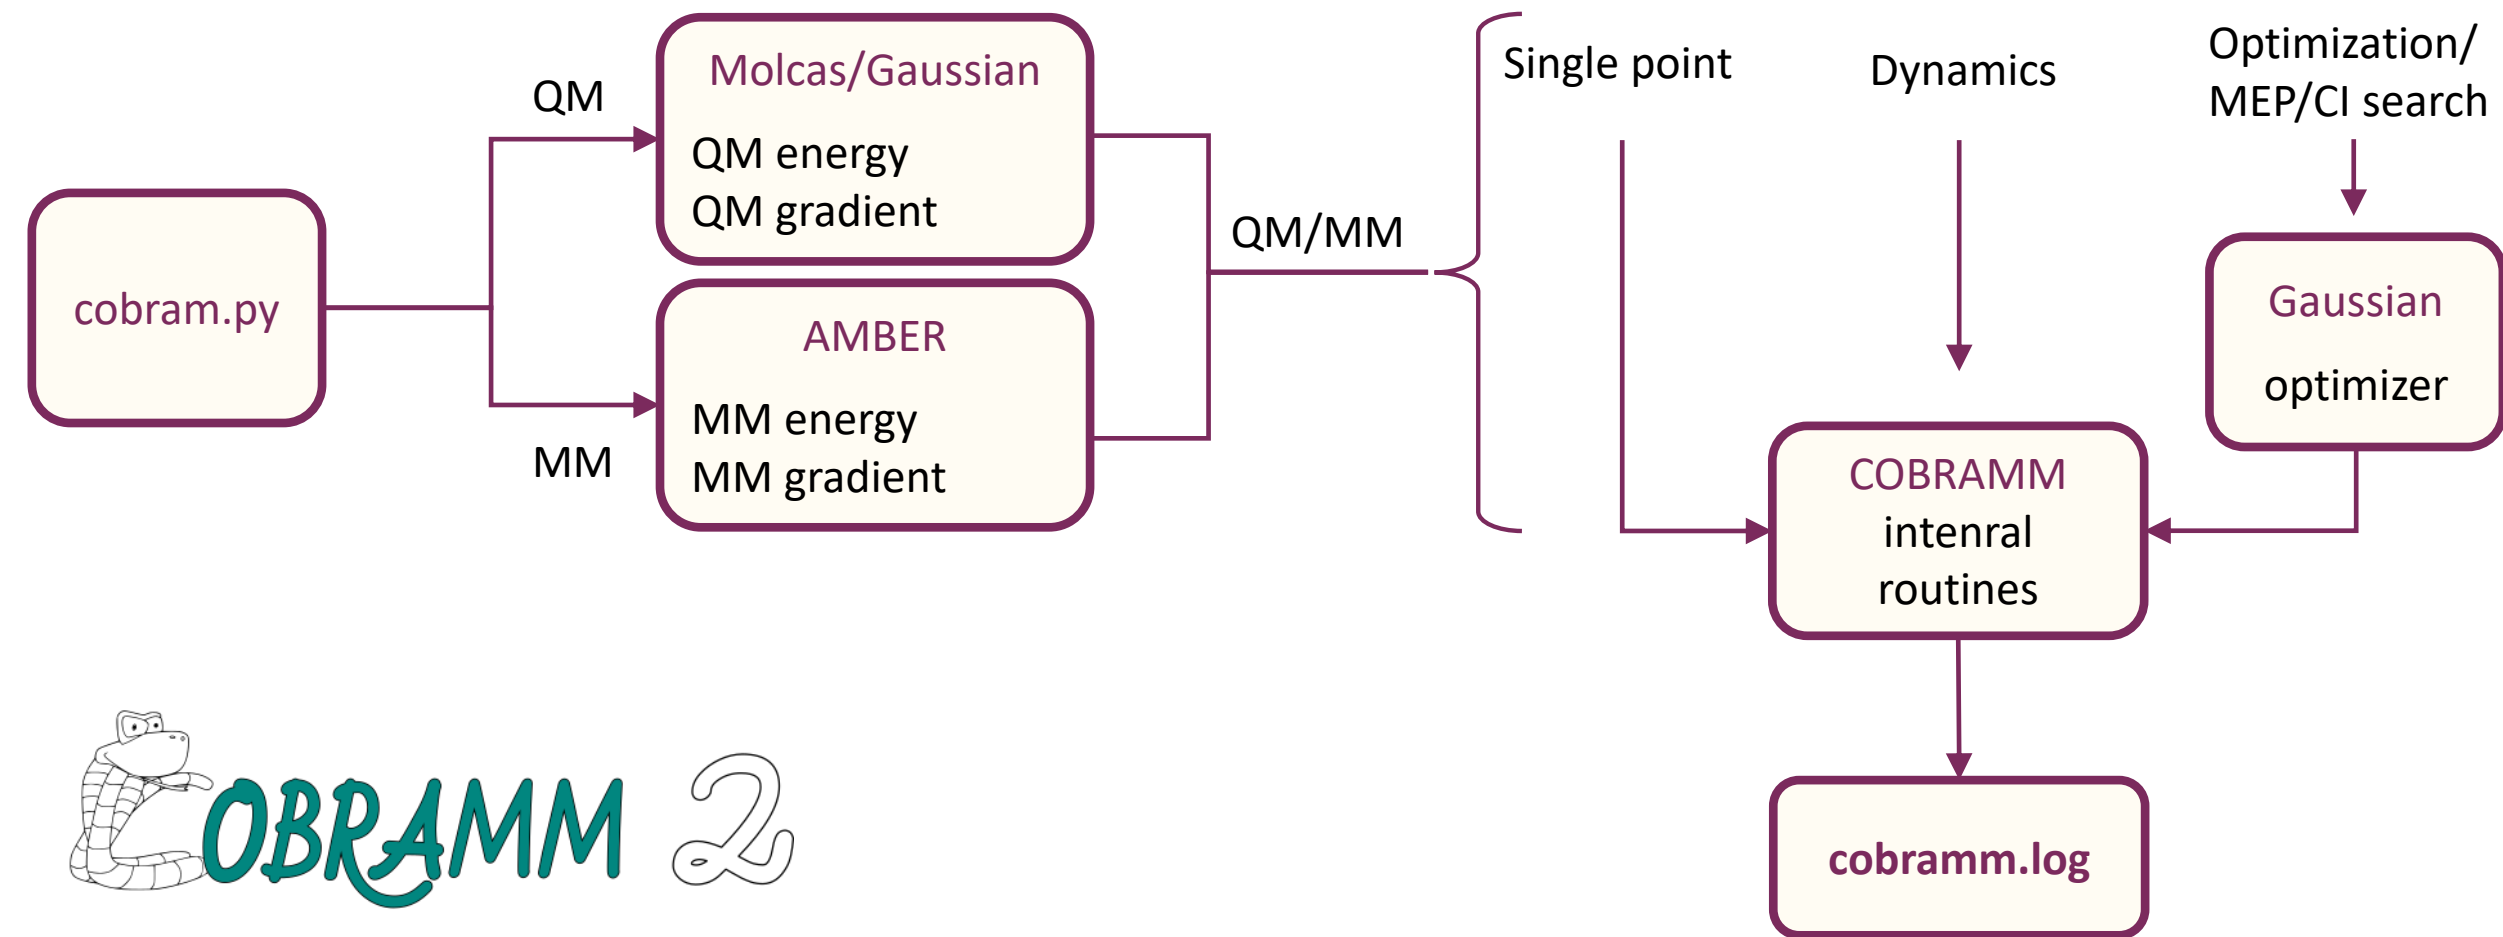 cobram.py
QM
MM
Molcas/Gaussian
QM energy
QM gradient
AMBER
MM energy
MM gradient
QM/MM
Single point
Dynamics
Optimization/
MEP/CI search
Gaussian
optimizer
COBRAMM
intenral
routines
cobramm.log
COBRAMM 2